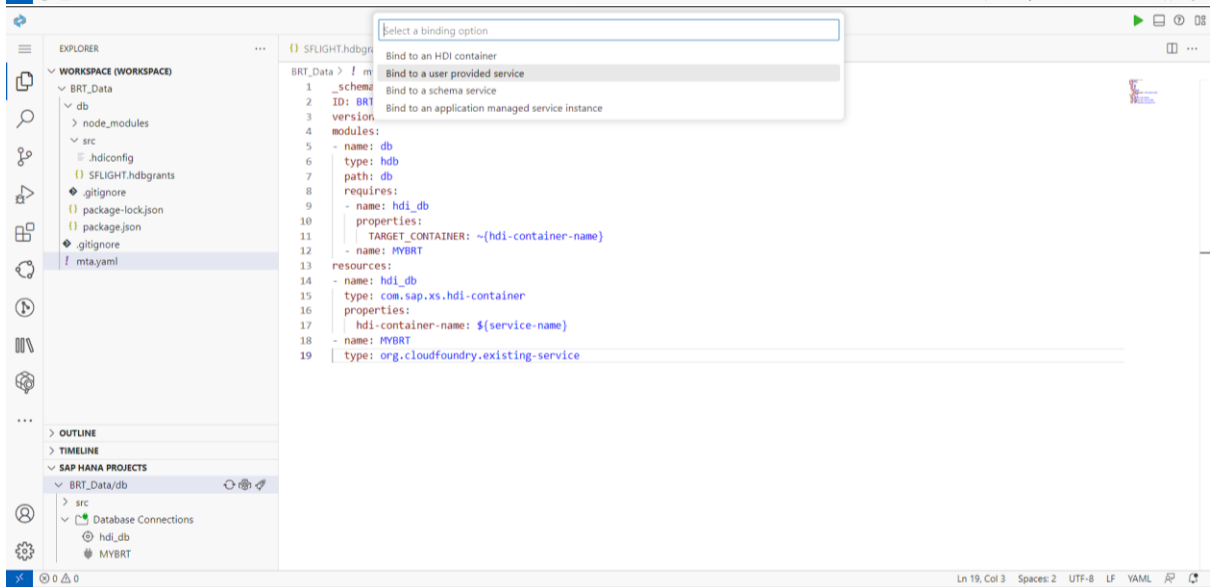 Select a binding option
Bind to an HDI container
Bind to a user provided service
Bind to a schema service
Bind to an application managed service instance
EXPLORER
WORKSPACE (WORKSPACE)
BRT_Data
db
node_modules
src
.hdiconfig
{} SFLIGHT.hdbgrants
.gitignore
{} package-lock.json
{} package.json
.gitignore
! mta.yaml
OUTLINE
TIMELINE
SAP HANA PROJECTS
BRT_Data/db
src
Database Connections
hdi_db
MYBRT
{} SFLIGHT.hdbgr
BRT_Data > ! m
1 _schema
2 ID: BRT
3 version
4 modules:
5 - name: db
6 type: hdb
7 path: db
8 requires:
9 - name: hdi_db
10 properties:
11 TARGET_CONTAINER: ~{hdi-container-name}
12 - name: MYBRT
13 resources:
14 - name: hdi_db
15 type: com.sap.xs.hdi-container
16 properties:
17 hdi-container-name: ${service-name}
18 - name: MYBRT
19 type: org.cloudfoundry.existing-service
0 0
Ln 19, Col 3 Spaces: 2 UTF-8 LF YAML